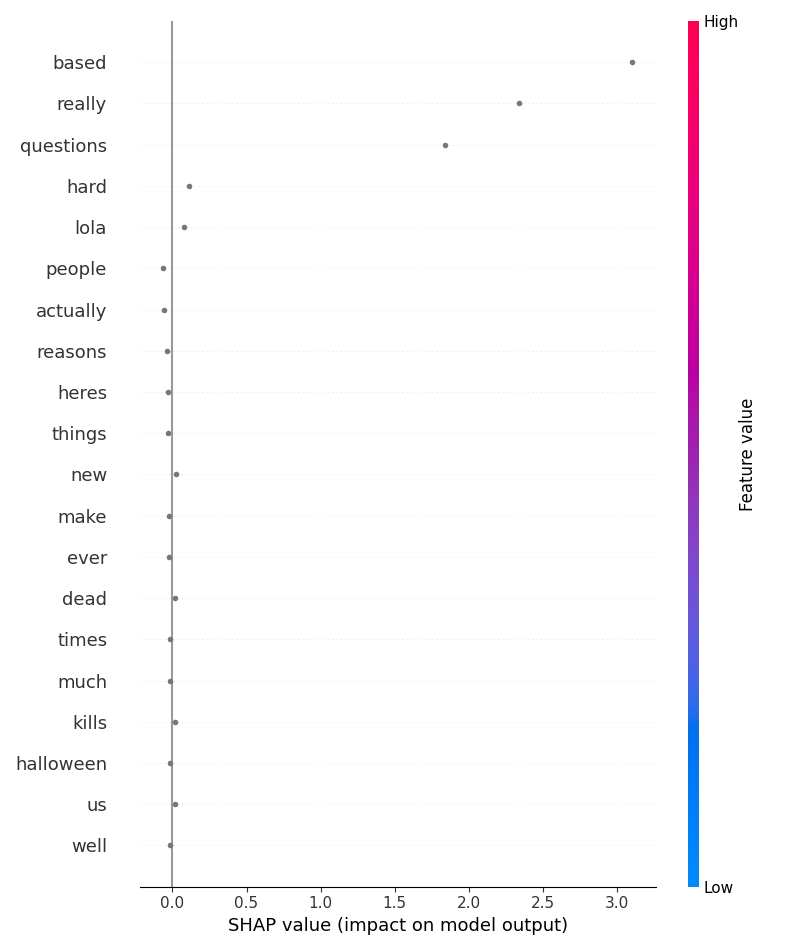 High
based
really
questions
hard
lola
people
actually
reasons
heres
things
new
make
ever
dead
times
much
kills
halloween
us
well
Feature value
Low
0.0 0.5 1.0 1.5 2.0 2.5 3.0
SHAP value (impact on model output)